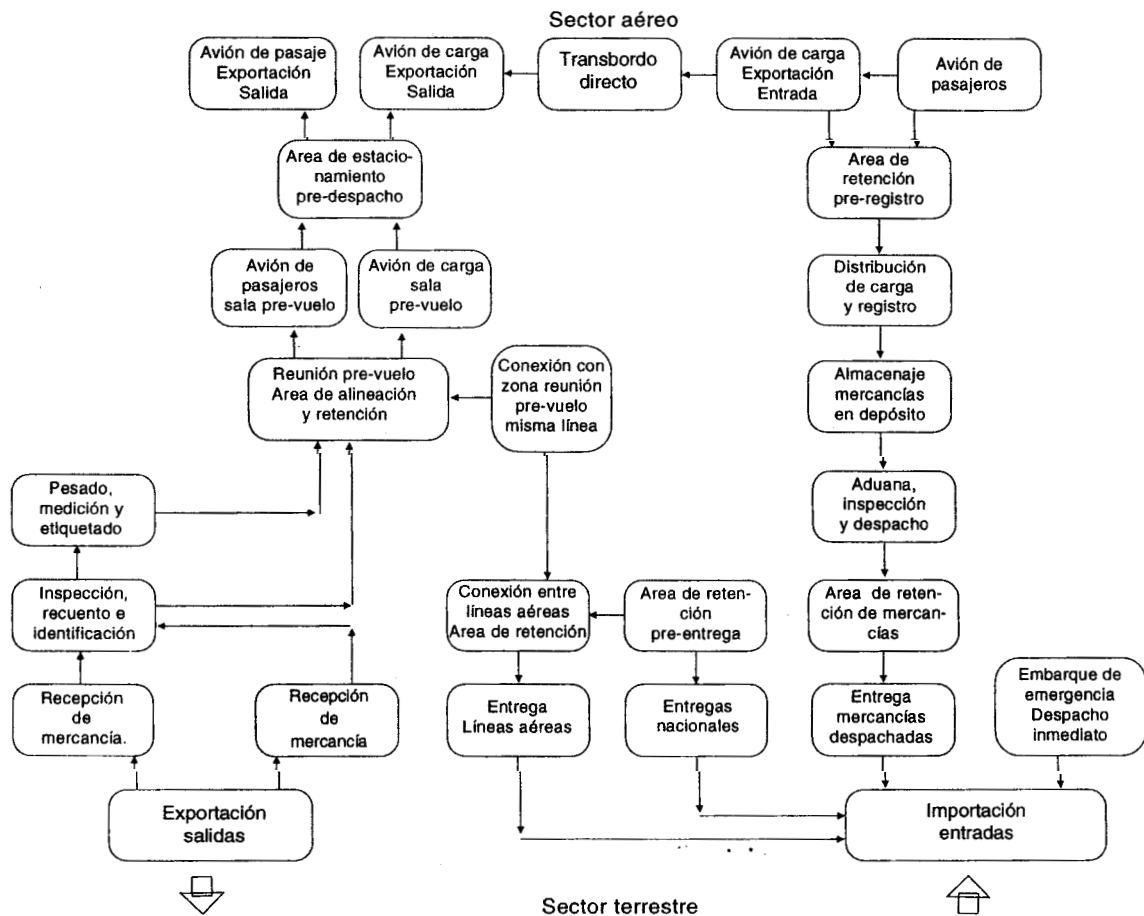 Sector aéreo
Avión de pasaje
Exportación
Salida
Avión de carga
Exportación
Salida
Transbordo
directo
Avión de carga
Exportación
Entrada
Avión de
pasajeros
Area de estacio-
namiento
pre-despacho
Area de
retención
pre-registro
Avión de
pasajeros
sala pre-vuelo
Avión de carga
sala
pre-vuelo
Distribución
de carga
y registro
Reunión pre-vuelo
Area de alineación
y retención
Conexión con
zona reunión
pre-vuelo
misma línea
Almacenaje
mercancías
en depósito
Pesado,
medición y
etiquetado
Aduana,
inspección
y despacho
Inspección,
recuento e
identificación
Conexión entre
líneas aéreas
Area de retención
Area de reten-
ción
pre-entrega
Area de reten-
ción de mercan-
cías
Recepción
de
mercancía.
Recepción
de
mercancía
Entrega
Líneas aéreas
Entregas
nacionales
Entrega
mercancías
despachadas
Embarque de
emergencia
Despacho
inmediato
Exportación
salidas
Importación
entradas
Sector terrestre